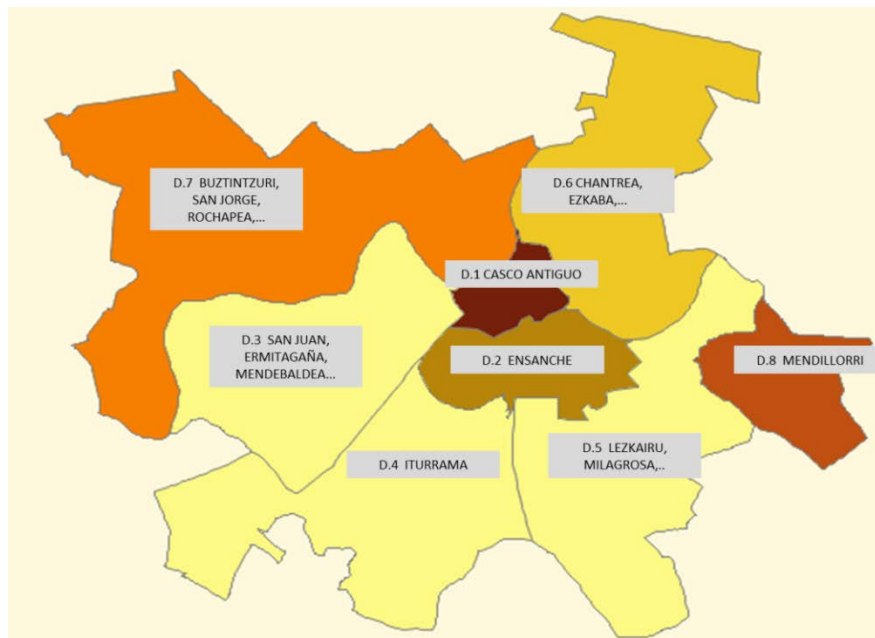 D.7 BUZTINTZURI,
SAN JORGE,
ROCHAPEA,...
D.6 CHANTREA,
EZKABA,...
D.1 CASCO ANTIGUO
D.3 SAN JUAN,
ERMITAGAÑA,
MENDEBALDEA...
D.2 ENSANCHE
D.8 MENDILLORRI
D.4 ITURRAMA
D.5 LEZKAIRU,
MILAGROSA,..